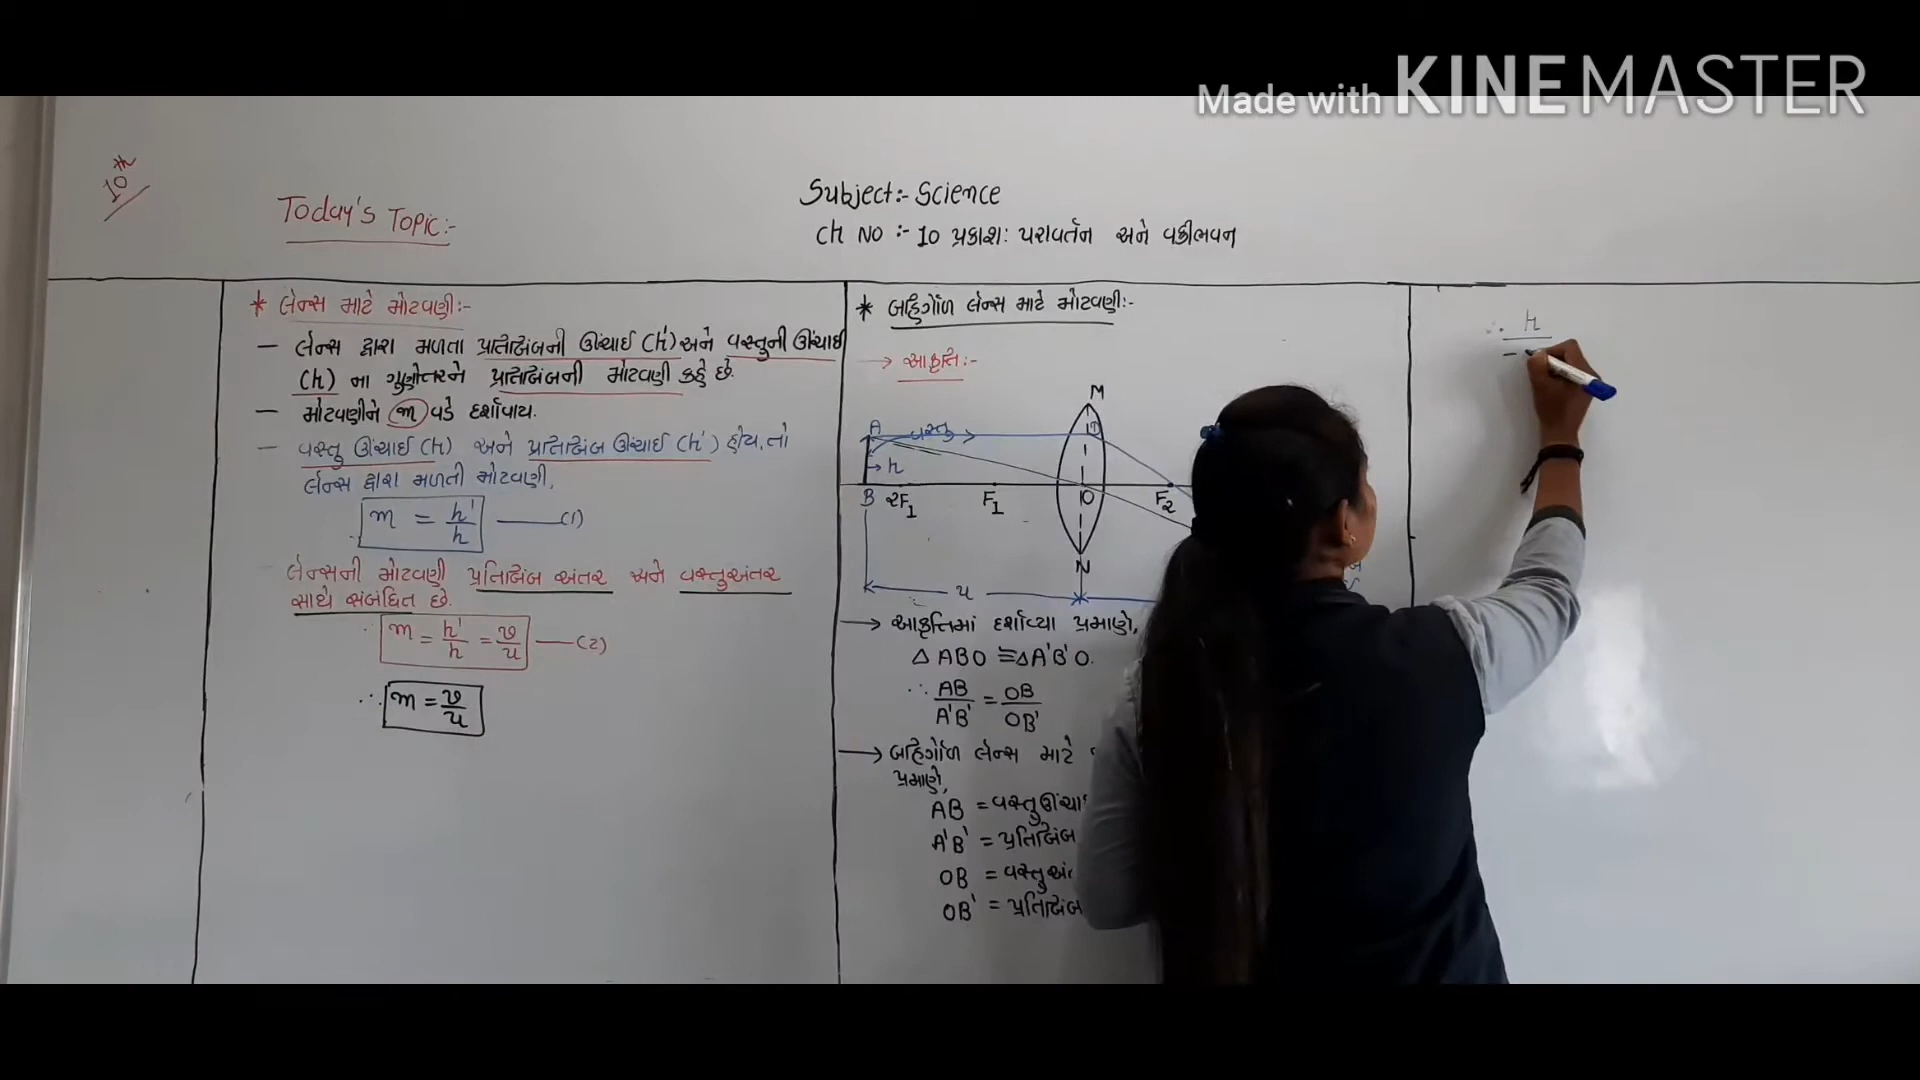 Made with KINEMASTER
10th
Today's Topic:-
Subject:- Science
Ch No :- 10 પ્રકાશ: પરાવર્તન અને વક્રીભવન
* લેન્સ માટે મોટવણી:-
– લેન્સ દ્વારા મળતા પ્રતિબિંબની ઊંચાઈ (h') અને વસ્તુની ઊંચાઈ
(h) ના ગુણોત્તરને પ્રતિબિંબની મોટવણી કહે છે.
– મોટવણીને m વડે દર્શાવાય.
– વસ્તુ ઊંચાઈ (h) અને પ્રતિબિંબ ઊંચાઈ (h') હોય, તો
લેન્સ દ્વારા મળતી મોટવણી,
m = h'/h ——(1)
લેન્સની મોટવણી પ્રતિબિંબ અંતર અને વસ્તુઅંતર
સાથે સંબંધિત છે.
m = h'/h = v/u ——(2)
∴ m = v/u
* બહિર્ગોળ લેન્સ માટે મોટવણી:-
→ આકૃતિ:-
M
A વસ્તુ
→ h
B 2F1 F1 O F2
N
u
→ આકૃતિમાં દર્શાવ્યા પ્રમાણે,
Δ ABO ≅ Δ A'B'O.
∴ AB/A'B' = OB/OB'
→ બહિર્ગોળ લેન્સ માટે
પ્રમાણે,
AB = વસ્તુઊંચા
A'B' = પ્રતિબિંબ
OB = વસ્તુઅં
OB' = પ્રતિબિંબ
∴ h
–